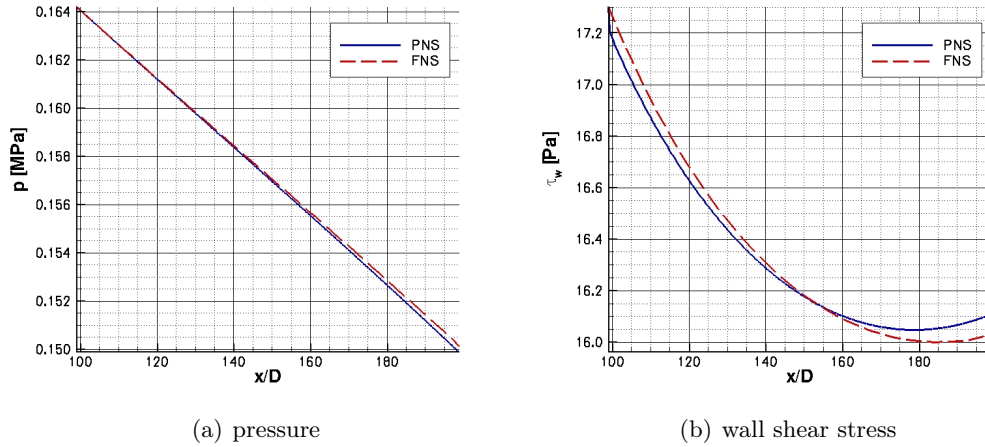 0.164
0.162
0.160
0.158
0.156
0.154
0.152
0.150
p [MPa]
100 120 140 160 180
x/D
PNS
FNS
(a) pressure
17.2
17.0
16.8
16.6
16.4
16.2
16.0
τw [Pa]
100 120 140 160 180
x/D
PNS
FNS
(b) wall shear stress